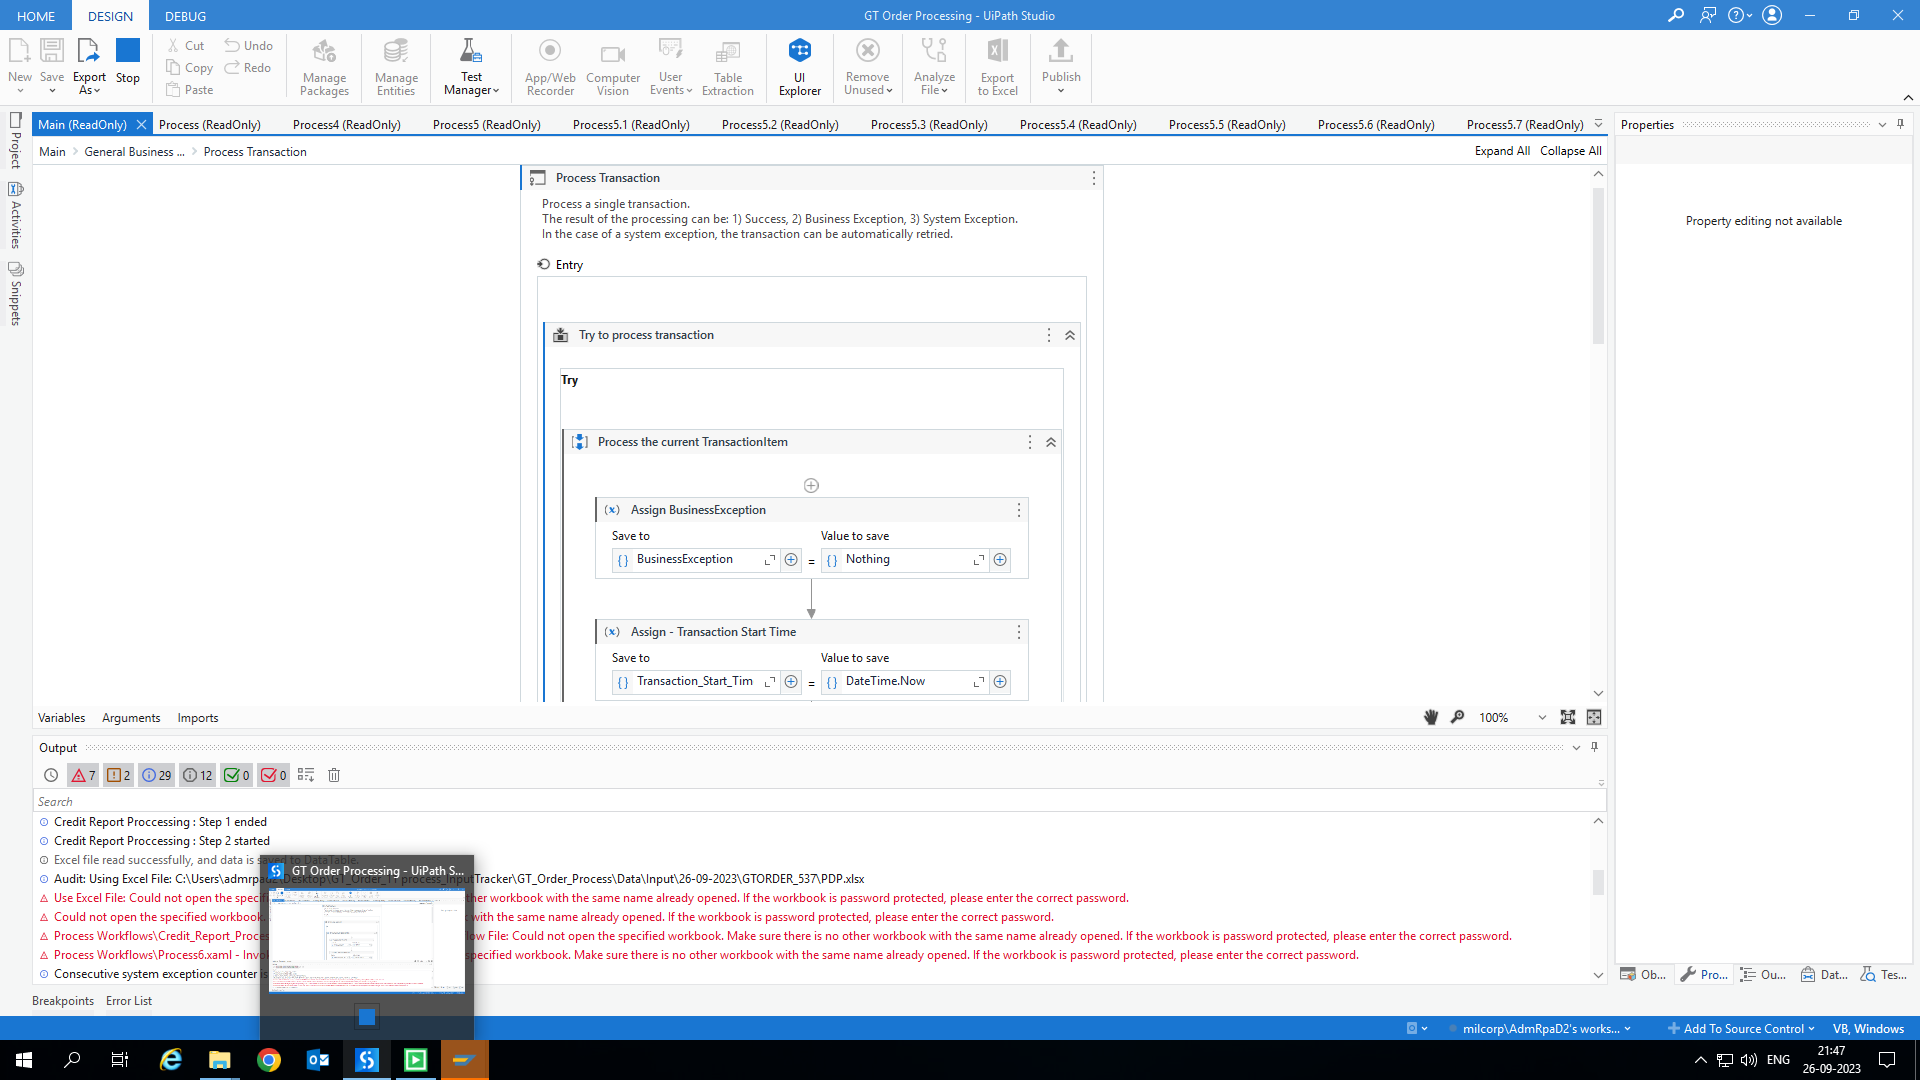 HOME DESIGN DEBUG GT Order Processing - UiPath Studio
New Save Export As Stop
Cut Copy Paste Undo Redo
Manage Packages
Manage Entities
Test Manager
App/Web Recorder
Computer Vision
User Events
Table Extraction
UI Explorer
Remove Unused
Analyze File
Export to Excel
Publish
Project
Activities
Snippets
Main (ReadOnly) Process (ReadOnly) Process4 (ReadOnly) Process5 (ReadOnly) Process5.1 (ReadOnly) Process5.2 (ReadOnly) Process5.3 (ReadOnly) Process5.4 (ReadOnly) Process5.5 (ReadOnly) Process5.6 (ReadOnly) Process5.7 (ReadOnly)
Main General Business ... Process Transaction Expand All Collapse All
Properties
Property editing not available
Process Transaction
Process a single transaction.
The result of the processing can be: 1) Success, 2) Business Exception, 3) System Exception.
In the case of a system exception, the transaction can be automatically retried.
Entry
Try to process transaction
Try
Process the current TransactionItem
(x) Assign BusinessException
Save to Value to save
{} BusinessException = {} Nothing
(x) Assign - Transaction Start Time
Save to Value to save
{} Transaction_Start_Tim = {} DateTime.Now
Variables Arguments Imports 100%
Output
7 2 29 12 0 0
Search
Credit Report Proccessing : Step 1 ended
Credit Report Proccessing : Step 2 started
Excel file read successfully, and data is saved to DataTable.
Audit: Using Excel File: C:\Users\admrpad2\Desktop\GT_Order_11 process_InputTracker\GT_Order_Process\Data\Input\26-09-2023\GTORDER_537\PDP.xlsx
Use Excel File: Could not open the specif her workbook with the same name already opened. If the workbook is password protected, please enter the correct password.
Could not open the specified workbook. k with the same name already opened. If the workbook is password protected, please enter the correct password.
Process Workflows\Credit_Report_Proces low File: Could not open the specified workbook. Make sure there is no other workbook with the same name already opened. If the workbook is password protected, please enter the correct password.
Process Workflows\Process6.xaml - Invo pecified workbook. Make sure there is no other workbook with the same name already opened. If the workbook is password protected, please enter the correct password.
Consecutive system exception counter is
GT Order Processing - UiPath S...
Breakpoints Error List
Ob... Pro... Ou... Dat... Tes...
milcorp\AdmRpaD2's works... Add To Source Control VB, Windows
ENG 21:47
26-09-2023